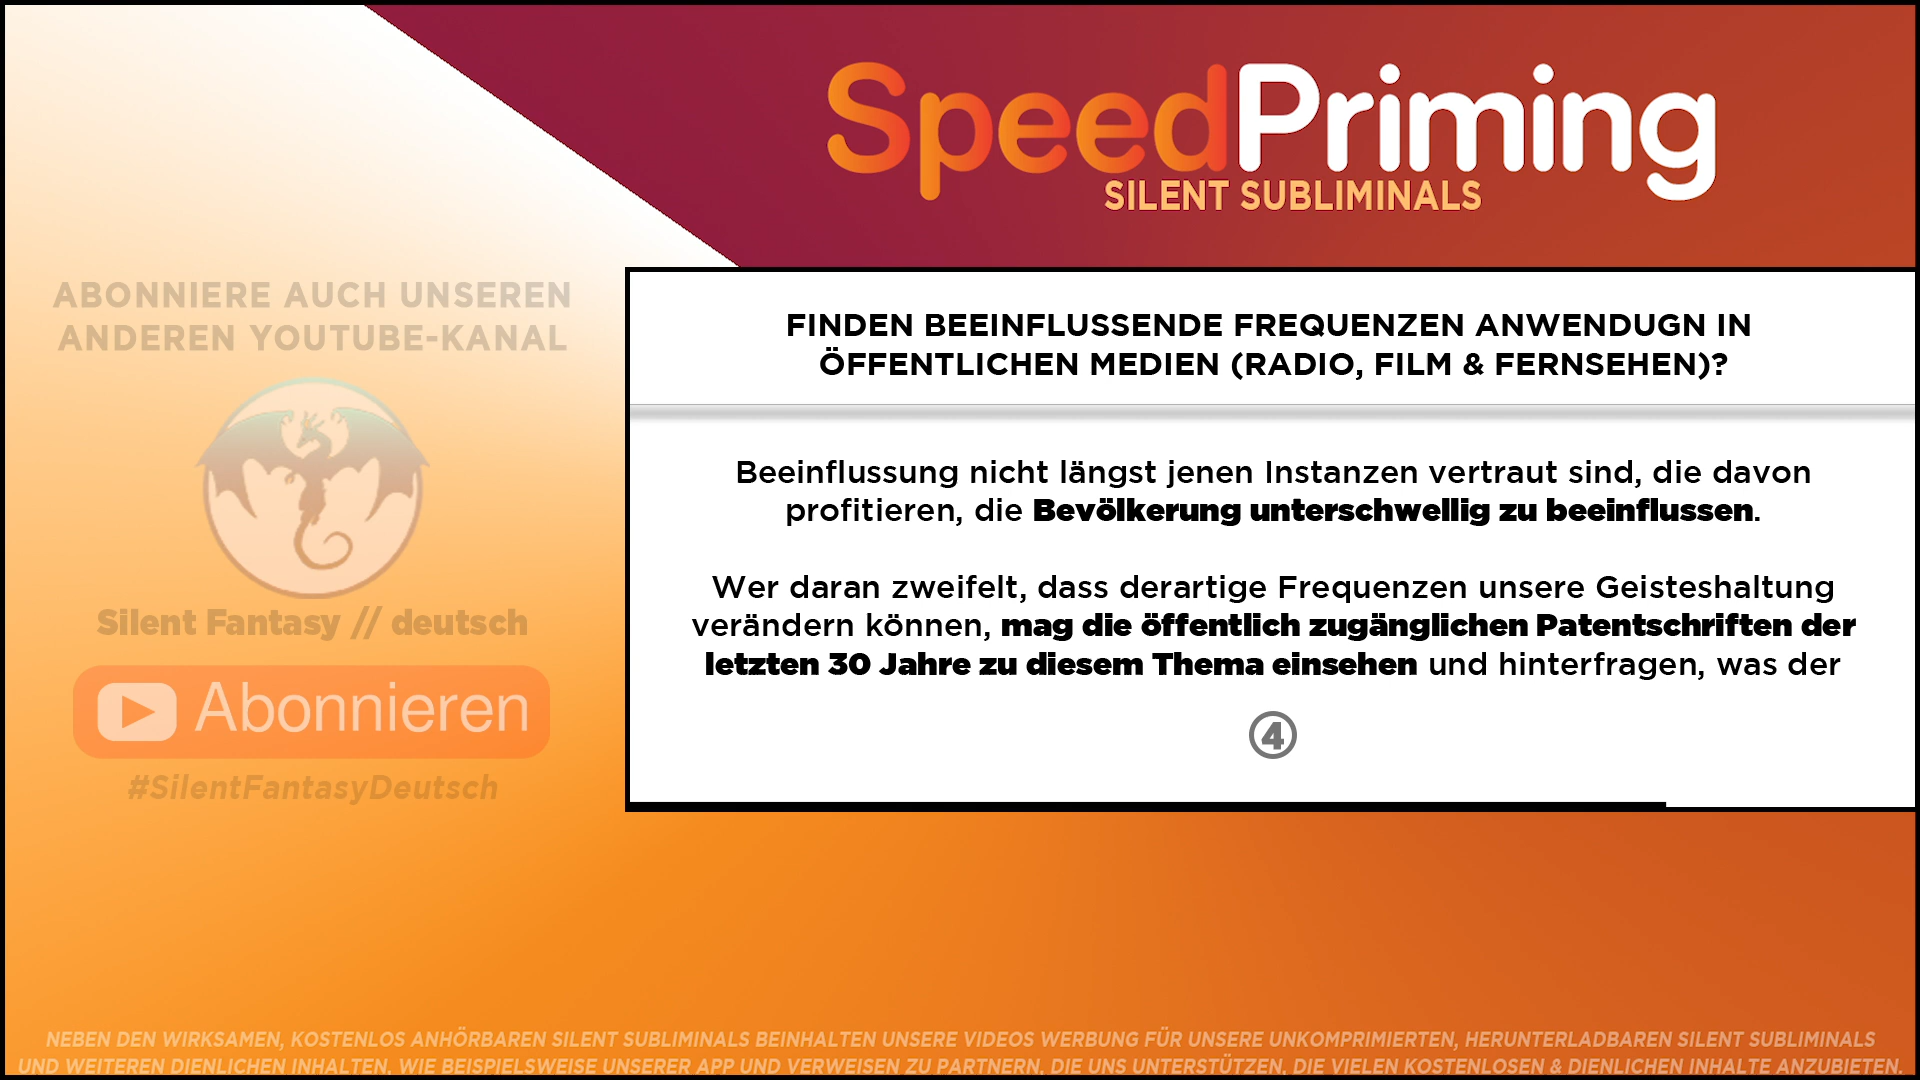 SpeedPriming
SILENT SUBLIMINALS
ABONNIERE AUCH UNSEREN
ANDEREN YOUTUBE-KANAL
Silent Fantasy // deutsch
Abonnieren
#SilentFantasyDeutsch
FINDEN BEEINFLUSSENDE FREQUENZEN ANWENDUGN IN
ÖFFENTLICHEN MEDIEN (RADIO, FILM & FERNSEHEN)?
Beeinflussung nicht längst jenen Instanzen vertraut sind, die davon
profitieren, die Bevölkerung unterschwellig zu beeinflussen.
Wer daran zweifelt, dass derartige Frequenzen unsere Geisteshaltung
verändern können, mag die öffentlich zugänglichen Patentschriften der
letzten 30 Jahre zu diesem Thema einsehen und hinterfragen, was der
4
NEBEN DEN WIRKSAMEN, KOSTENLOS ANHÖRBAREN SILENT SUBLIMINALS BEINHALTEN UNSERE VIDEOS WERBUNG FÜR UNSERE UNKOMPRIMIERTEN, HERUNTERLADBAREN SILENT SUBLIMINALS
UND WEITEREN DIENLICHEN INHALTEN, WIE BEISPIELSWEISE UNSERER APP UND VERWEISEN ZU PARTNERN, DIE UNS UNTERSTÜTZEN, DIE VIELEN KOSTENLOSEN & DIENLICHEN INHALTE ANZUBIETEN.